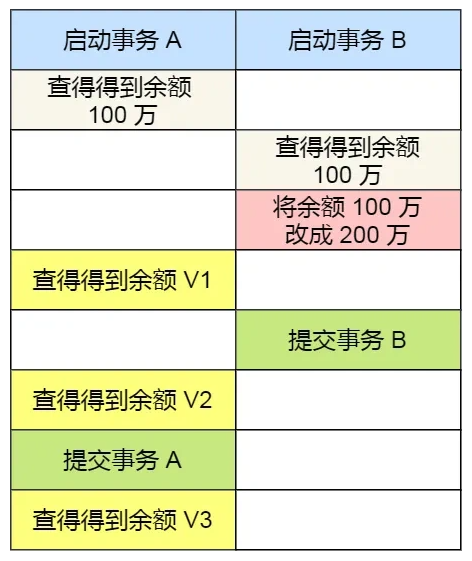 启动事务 A
启动事务 B
查得得到余额
100 万
查得得到余额
100 万
将余额 100 万
改成 200 万
查得得到余额 V1
提交事务 B
查得得到余额 V2
提交事务 A
查得得到余额 V3